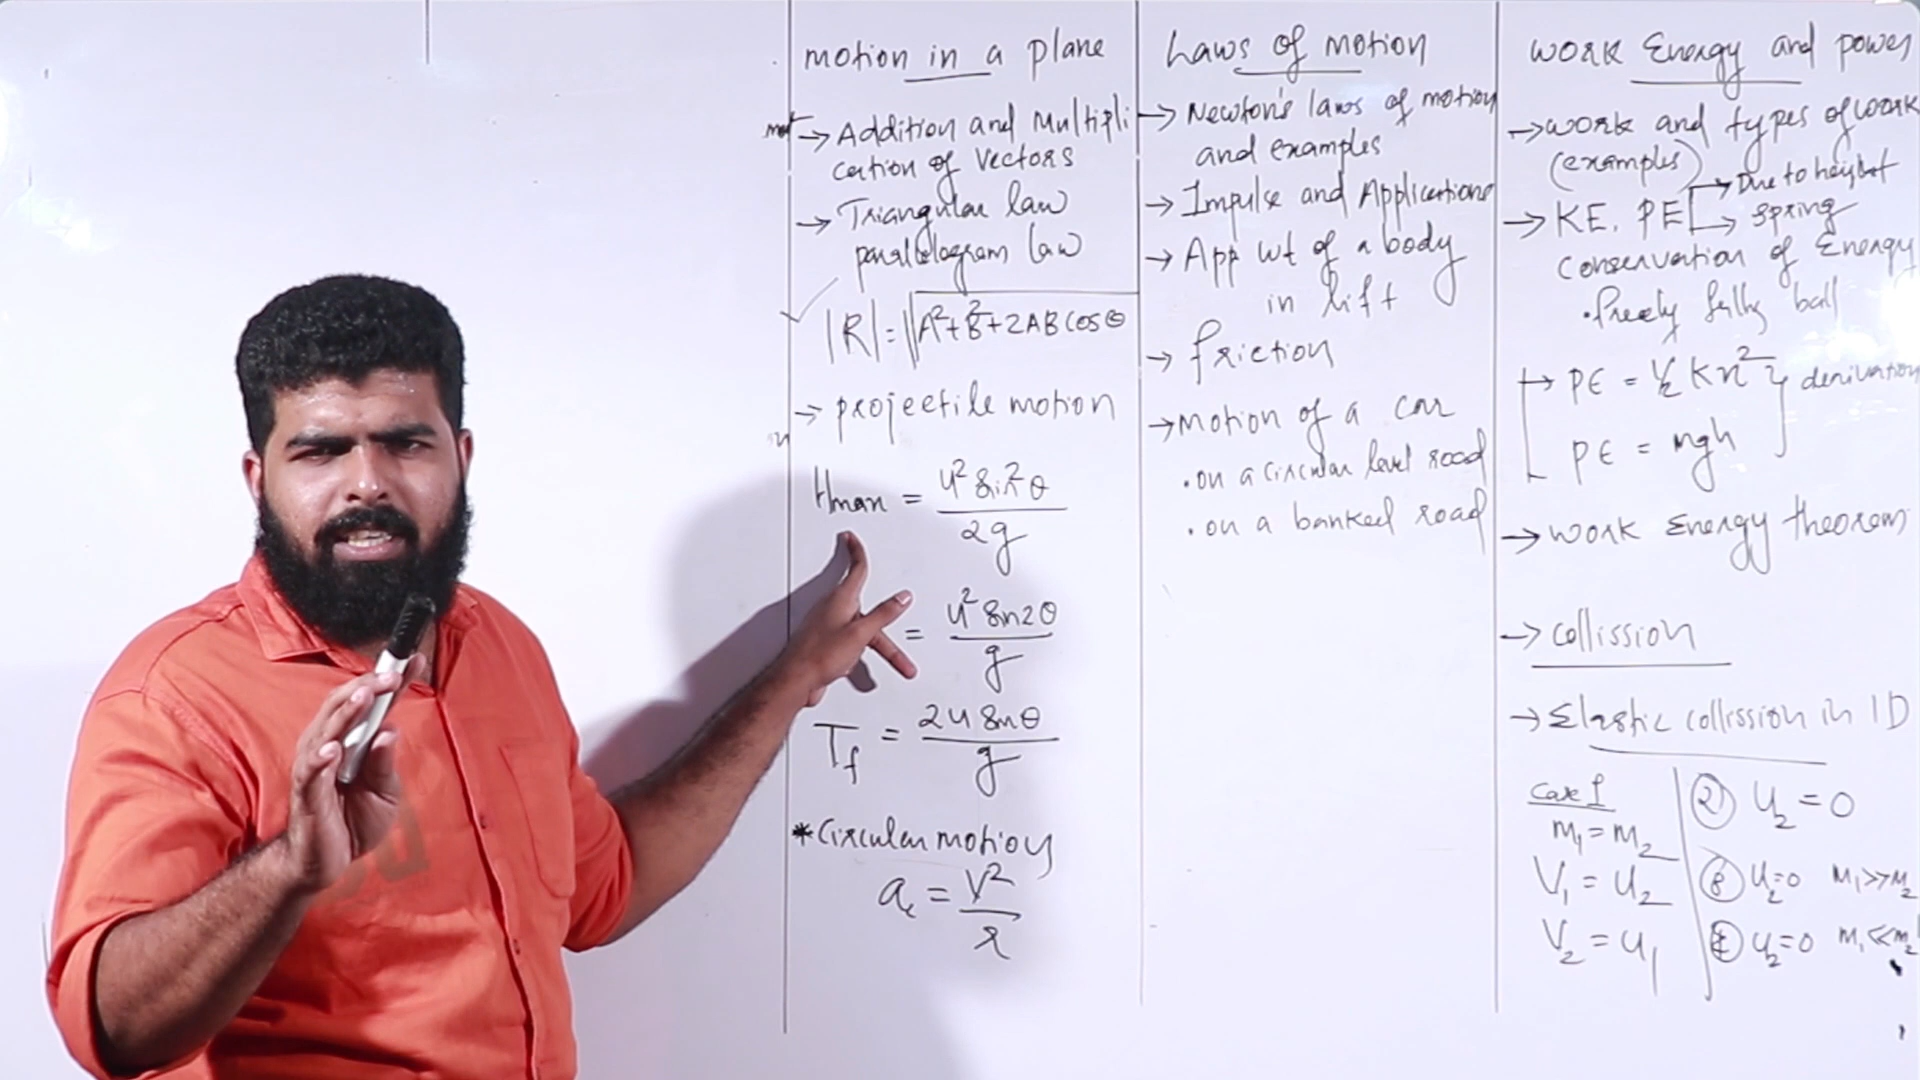 motion in a plane
→ Addition and Multipli
cation of vectors
→ Triangular law
parallelogram law
|R| = √A²+B²+2ABcosθ
→ projectile motion
Hmax = u² sin²θ / 2g
= u² sin2θ / g
Tf = 2u sinθ / g
* Circular motion
ac = v² / r
Laws of motion
→ Newton's laws of motion
and examples
→ Impulse and Applications
→ App wt of a body
in lift
→ friction
→ motion of a car
. on a circular level road
. on a banked road
work Energy and power
→ work and types of work
(examples)
→ Due to height
→ KE, PE → spring
Conservation of Energy
. freely falling ball
→ PE = ½ Kx² } derivation
PE = mgh
→ work Energy theorem
→ Collission
→ Elastic collission in 1D
Case 1
m₁ = m₂
V₁ = u₂
V₂ = u₁
② u₂ = 0
u₂=0 m₁>>m₂
u₂=0 m₁<<m₂